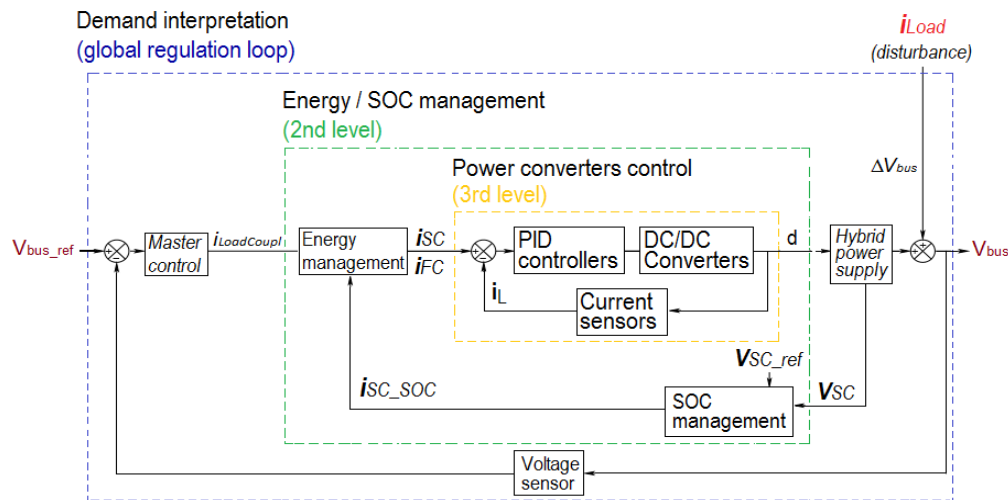 Demand interpretation
(global regulation loop)
iLoad
(disturbance)
Energy / SOC management
(2nd level)
Power converters control
(3rd level)
ΔVbus
Vbus_ref
Master
control
iLoadCoupl
Energy
management
iSC
iFC
PID
controllers
DC/DC
Converters
d
Hybrid
power
supply
Vbus
iL
Current
sensors
VSC_ref
iSC_SOC
SOC
management
VSC
Voltage
sensor